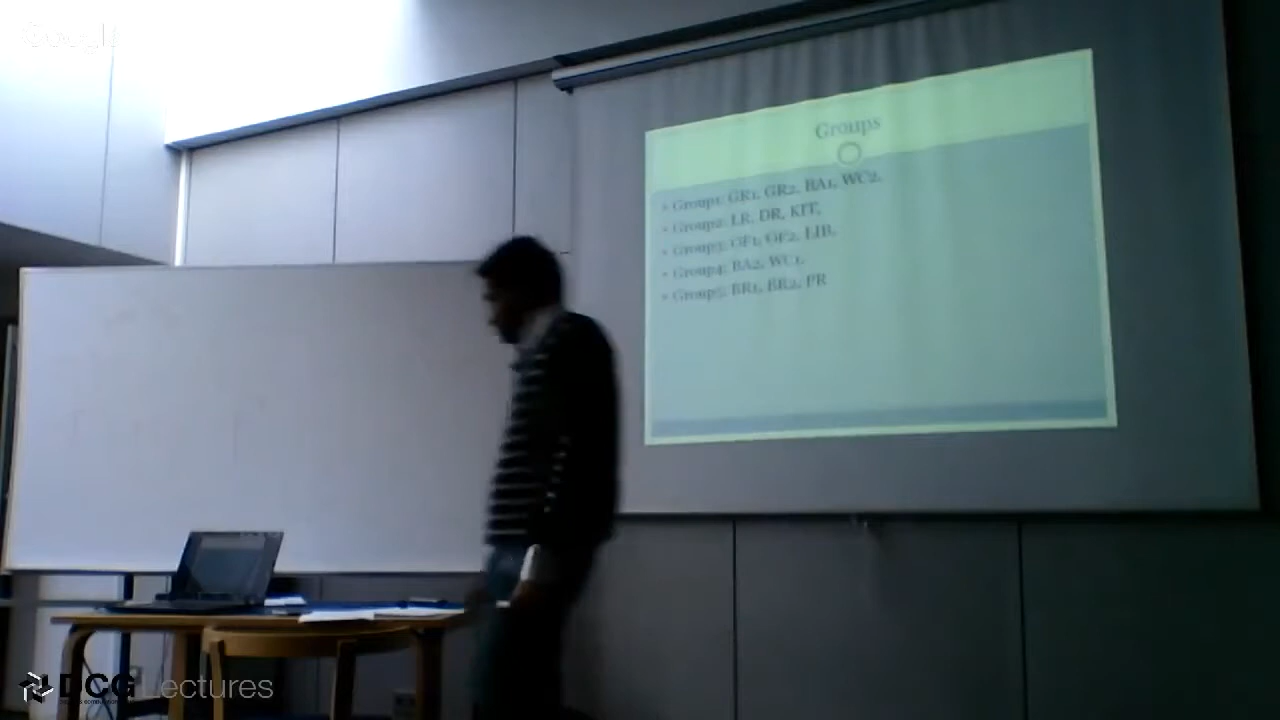 Google
Groups
• Group1: GR1, GR2, BA1, WC2,
• Group2: LR, DR, KIT,
• Group3: OF1, OF2, LIB,
• Group4: BA2, WC1,
• Group5: BR1, BR2, PR
DCG Lectures